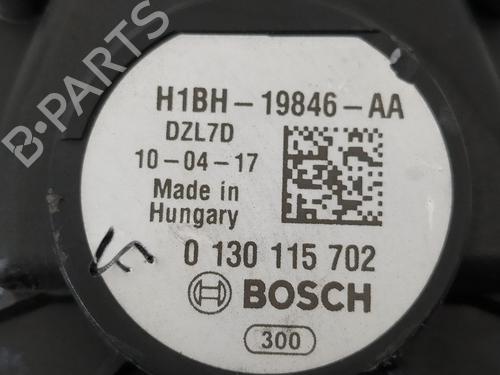 B-PARTS
H1BH-19846-AA
DZL7D
10-04-17
Made in
Hungary
0 130 115 702
BOSCH
300